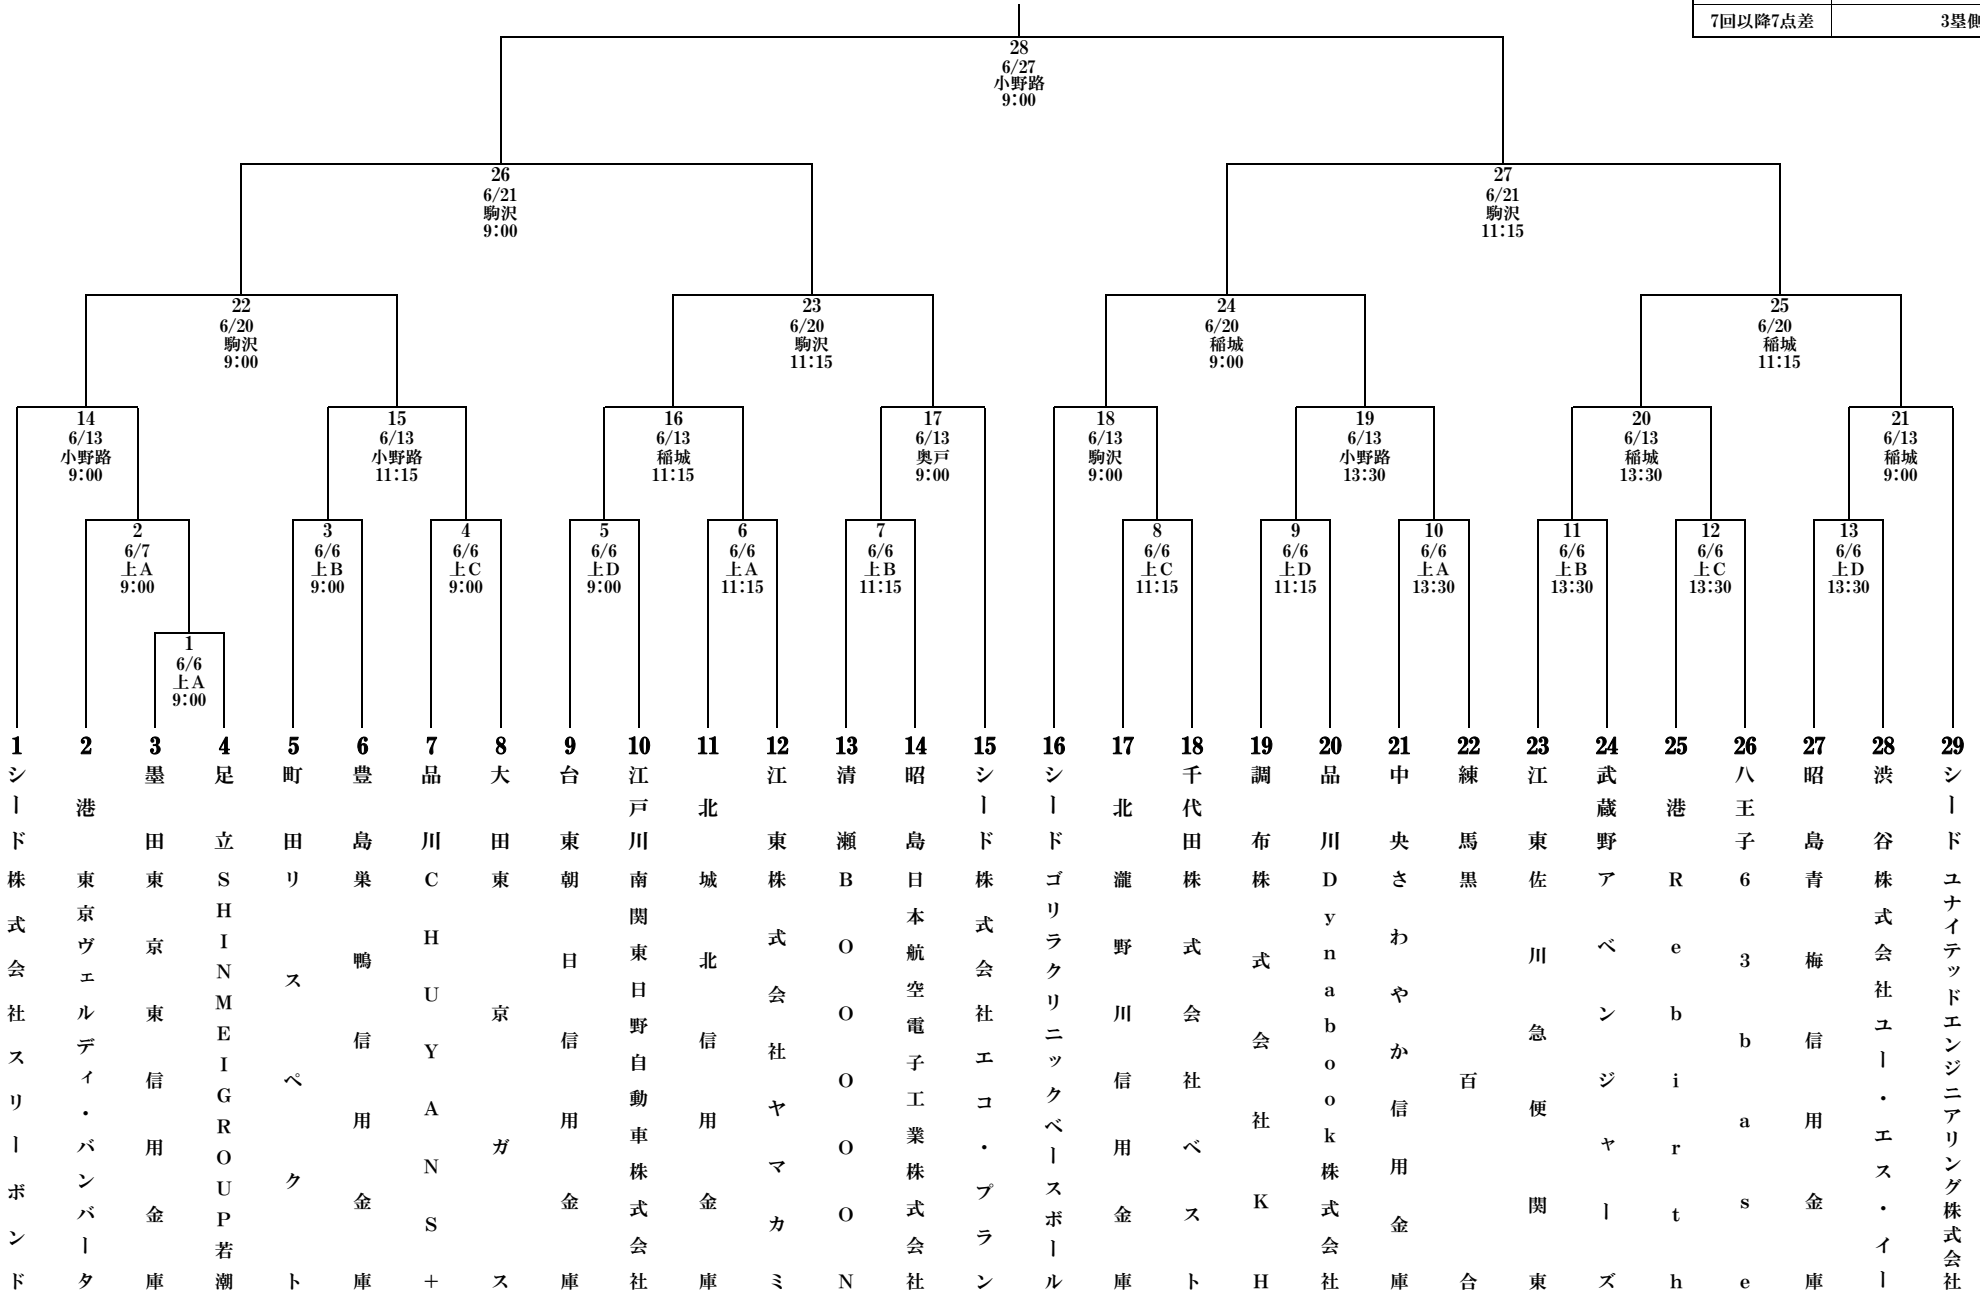 7回以降7点差 3塁側
28
6/27
小野路
9:00
26
6/21
駒沢
9:00
27
6/21
駒沢
11:15
22
6/20
駒沢
9:00
23
6/20
駒沢
11:15
24
6/20
稲城
9:00
25
6/20
稲城
11:15
14
6/13
小野路
9:00
15
6/13
小野路
11:15
16
6/13
稲城
11:15
17
6/13
奥戸
9:00
18
6/13
駒沢
9:00
19
6/13
小野路
13:30
20
6/13
稲城
13:30
21
6/13
稲城
9:00
2
6/7
上A
9:00
3
6/6
上B
9:00
4
6/6
上C
9:00
5
6/6
上D
9:00
6
6/6
上A
11:15
7
6/6
上B
11:15
8
6/6
上C
11:15
9
6/6
上D
11:15
10
6/6
上A
13:30
11
6/6
上B
13:30
12
6/6
上C
13:30
13
6/6
上D
13:30
1
6/6
上A
9:00
1 シード 株式会社スリーボンド
2 港 東京ヴェルディ・バンバータ
3 墨田 東京東信用金庫
4 足立 SHINMEIGROUP若潮
5 町田 リスペクト
6 豊島 巣鴨信用金庫
7 品川 CHUYANS+
8 大田 東京ガス
9 台東 朝日信用金庫
10 江戸川 南関東日野自動車株式会社
11 北 城北信用金庫
12 江東 株式会社ヤマカミ
13 清瀬 BOOOON
14 昭島 日本航空電子工業株式会社
15 シード 株式会社エコ・プラン
16 シード ゴリラクリニックベースボール
17 北 瀧野川信用金庫
18 千代田 株式会社ベスト
19 調布 株式会社KH
20 品川 Dynabook株式会社
21 中央 さわやか信用金庫
22 練馬 黒百合
23 江東 佐川急便関東
24 武蔵野 アベンジャーズ
25 港 Rebirth
26 八王子 63base
27 昭島 青梅信用金庫
28 渋谷 株式会社ユー・エス・イー
29 シード ユナイテッドエンジニアリング株式会社